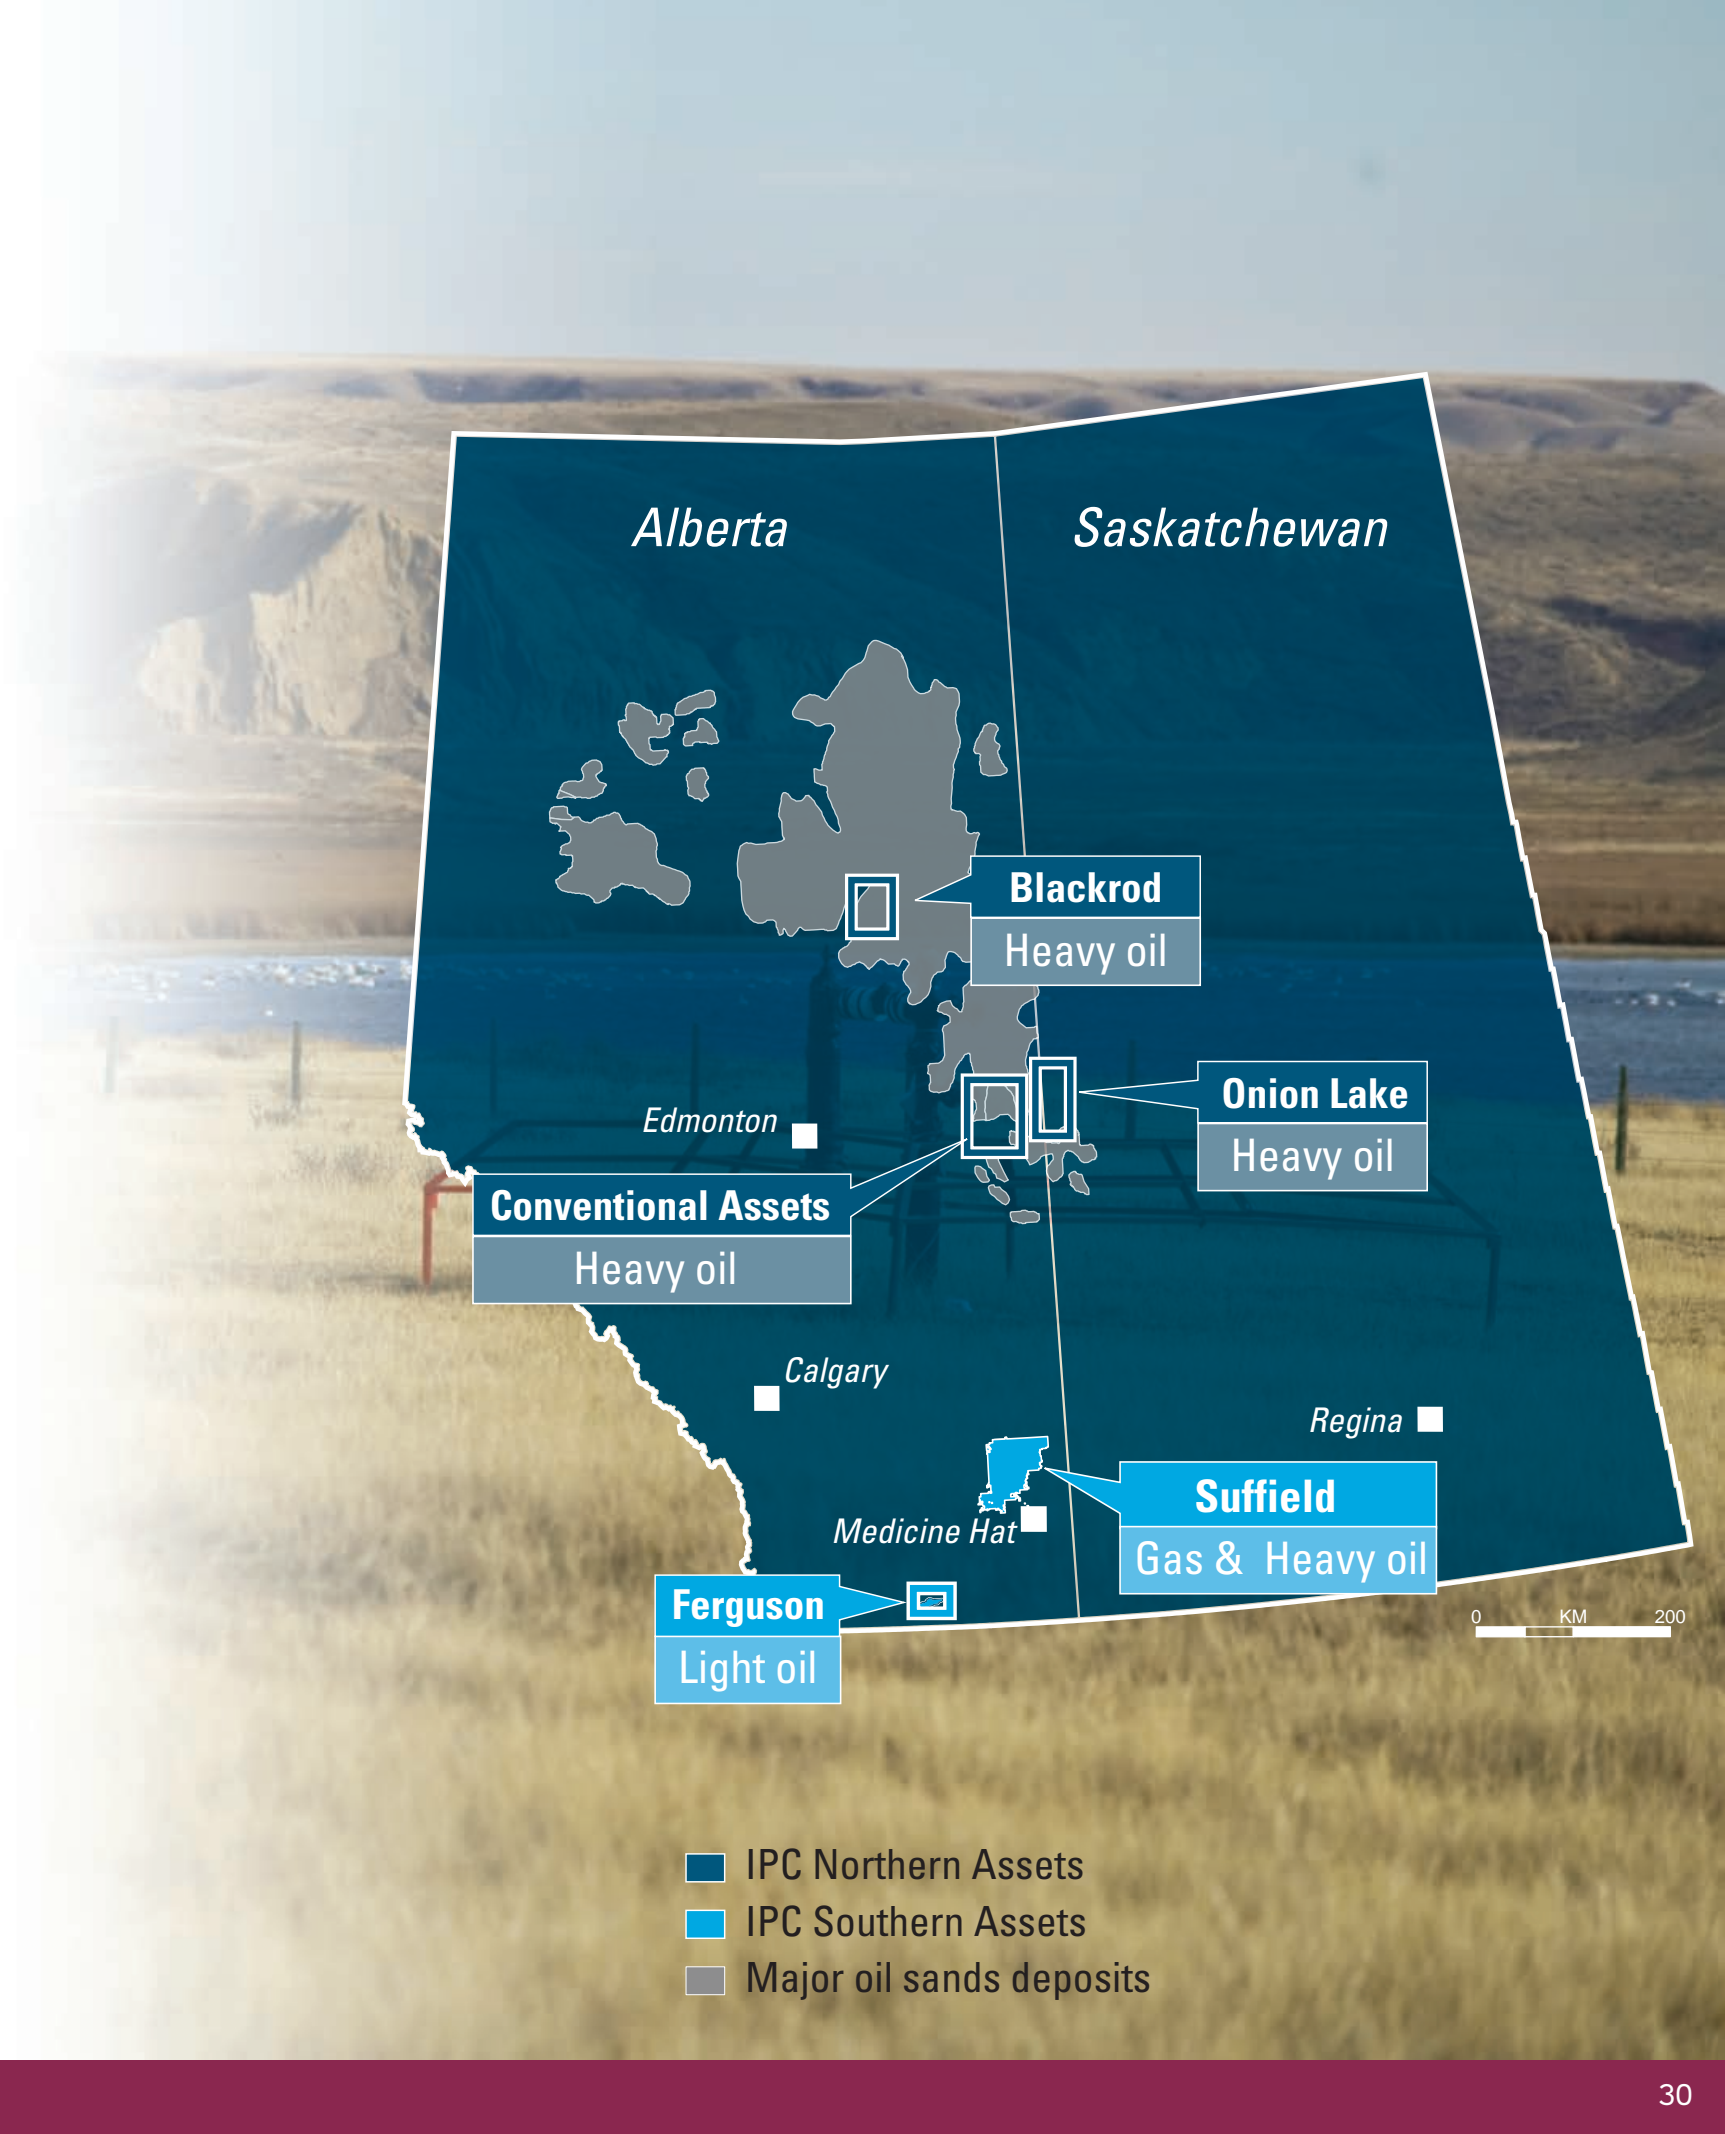 Alberta
Saskatchewan
Blackrod
Heavy oil
Onion Lake
Heavy oil
Edmonton
Conventional Assets
Heavy oil
Calgary
Regina
Suffield
Gas & Heavy oil
Medicine Hat
Ferguson
Light oil
0 KM 200
IPC Northern Assets
IPC Southern Assets
Major oil sands deposits
30